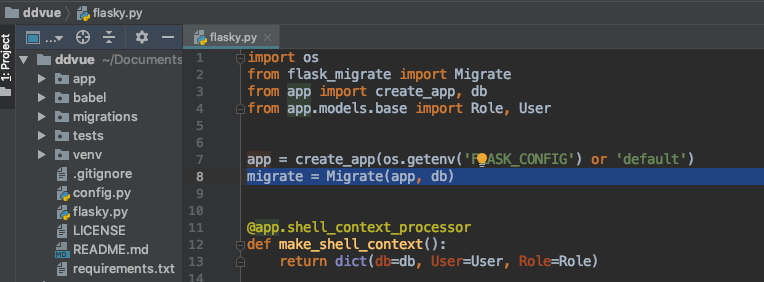 ddvue flasky.py
1: Project
... flasky.py
ddvue ~/Documents
app
babel
migrations
tests
venv
.gitignore
config.py
flasky.py
LICENSE
README.md
requirements.txt
1 import os
2 from flask_migrate import Migrate
3 from app import create_app, db
4 from app.models.base import Role, User
5
6
7 app = create_app(os.getenv('FLASK_CONFIG') or 'default')
8 migrate = Migrate(app, db)
9
10
11 @app.shell_context_processor
12 def make_shell_context():
13 return dict(db=db, User=User, Role=Role)
14